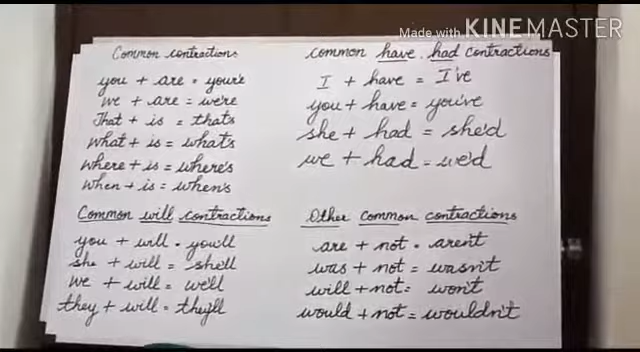 Made with KINEMASTER
Common contractions
you + are = you're
we + are = we're
That + is = that's
what + is = what's
where + is = where's
when + is = when's
common have, had contractions
I + have = I've
you + have = you've
she + had = she'd
we + had = we'd
Common will contractions
you + will = you'll
she + will = she'll
we + will = we'll
they + will = they'll
Other common contractions
are + not = aren't
was + not = wasn't
will + not = won't
would + not = wouldn't